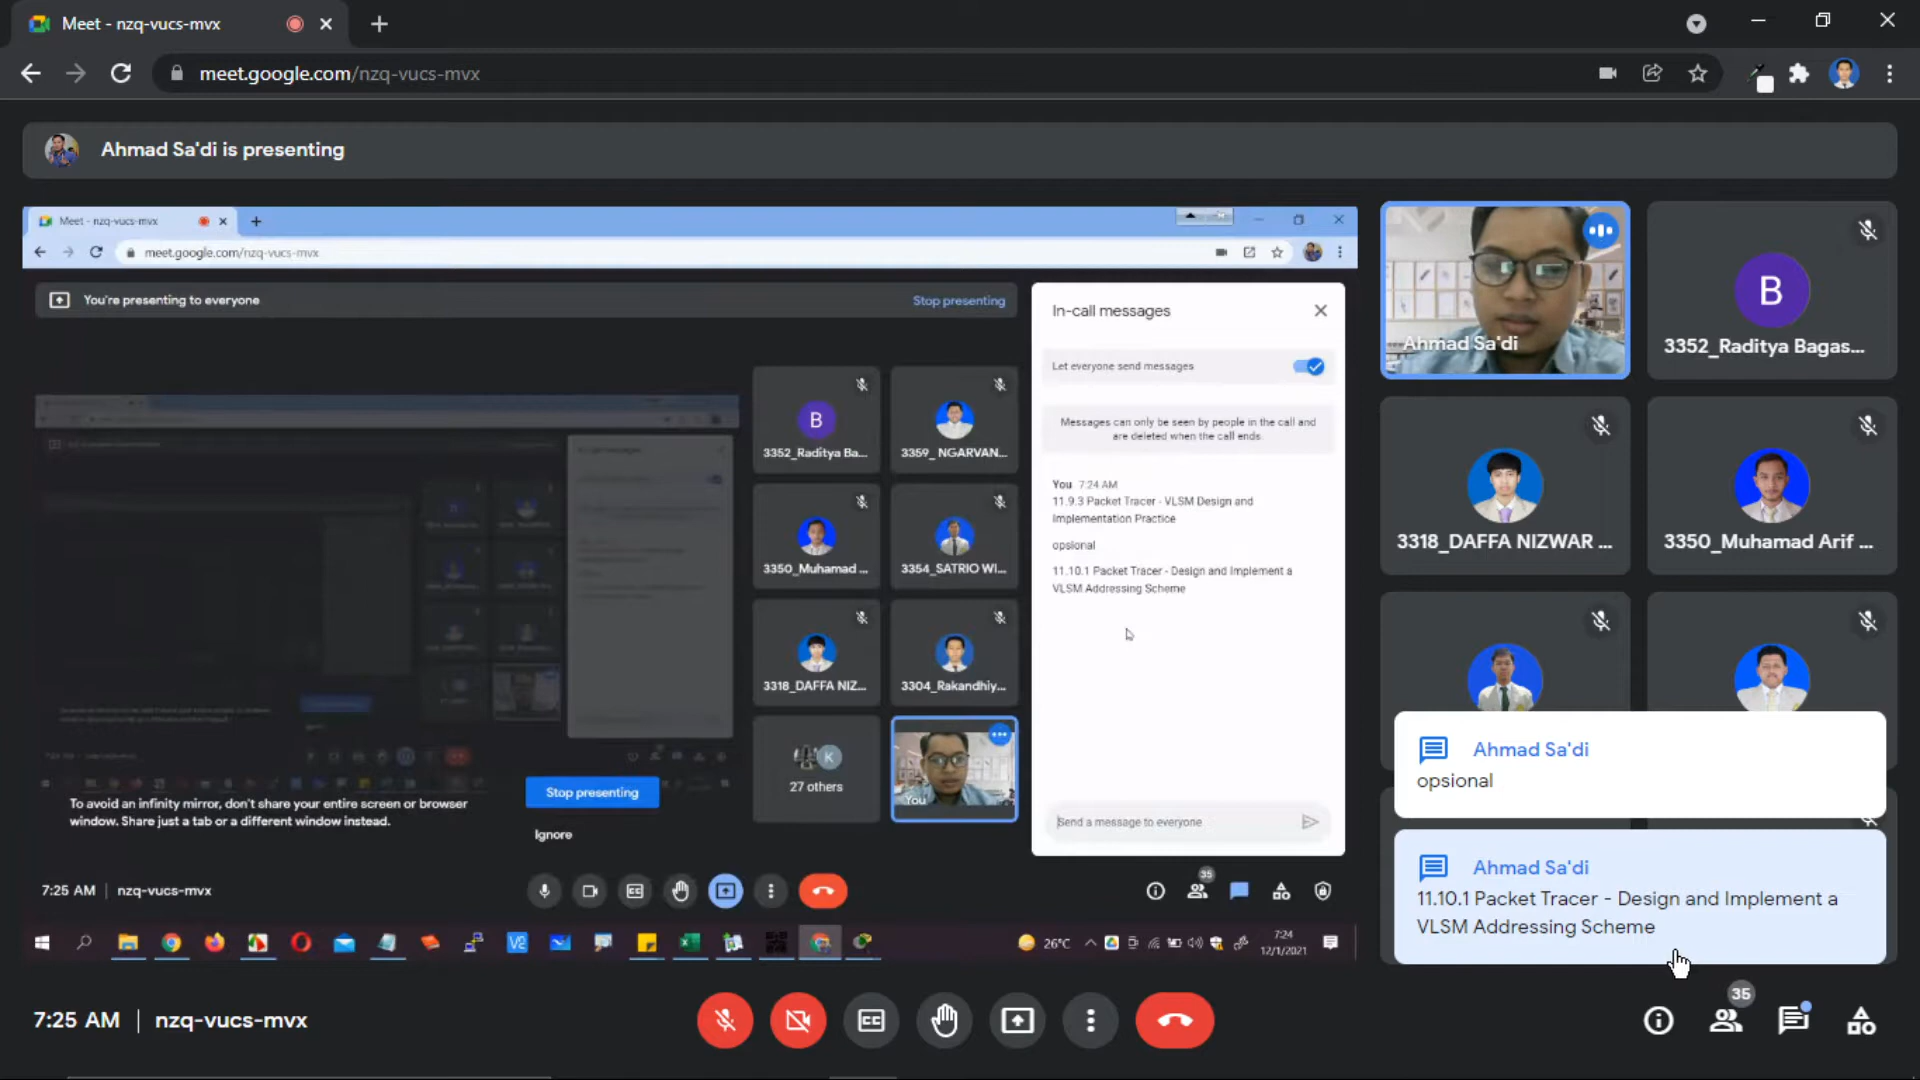 Meet - nzq-vucs-mvx
meet.google.com/nzq-vucs-mvx
Ahmad Sa'di is presenting
Meet - nzq-vucs-mvx
meet.google.com/nzq-vucs-mvx
You're presenting to everyone
Stop presenting
In-call messages
Let everyone send messages
Messages can only be seen by people in the call and
are deleted when the call ends.
You 7:24 AM
11.9.3 Packet Tracer - VLSM Design and
Implementation Practice
opsional
11.10.1 Packet Tracer - Design and Implement a
VLSM Addressing Scheme
Send a message to everyone
B
3352_Raditya Ba...
3359_ NGARVAN...
3350_Muhamad ...
3354_SATRIO WI...
3318_DAFFA NIZ...
3304_Rakandhiy...
K
27 others
You
To avoid an infinity mirror, don't share your entire screen or browser
window. Share just a tab or a different window instead.
Stop presenting
Ignore
7:25 AM | nzq-vucs-mvx
35
V2
26°C
7:24
12/1/2021
Ahmad Sa'di
B
3352_Raditya Bagas...
3318_DAFFA NIZWAR ...
3350_Muhamad Arif ...
Ahmad Sa'di
opsional
Ahmad Sa'di
11.10.1 Packet Tracer - Design and Implement a
VLSM Addressing Scheme
7:25 AM | nzq-vucs-mvx
35